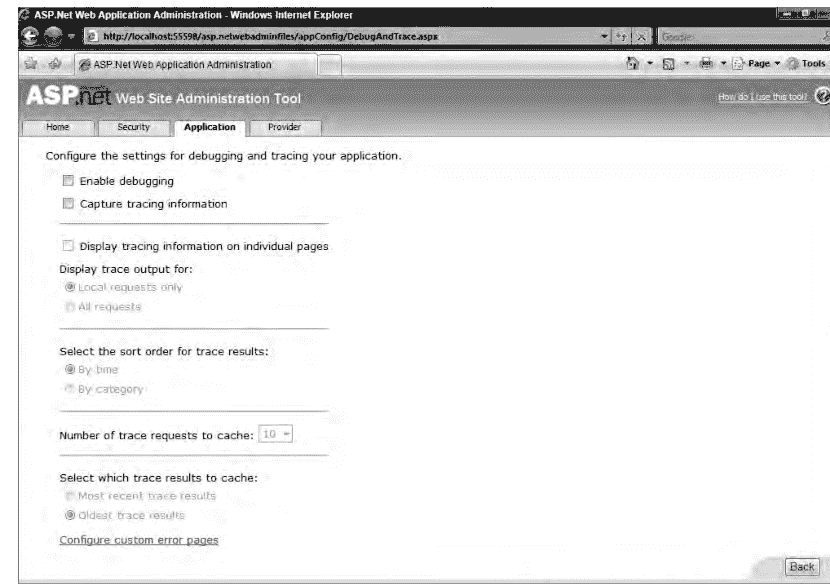 ASP.Net Web Application Administration - Windows Internet Explorer
http://localhost:55598/asp.netwebadminfiles/appConfig/DebugAndTrace.aspx
Google
ASP.Net Web Application Administration
Page
Tools
ASP.net Web Site Administration Tool
How do I use this tool?
Home
Security
Application
Provider
Configure the settings for debugging and tracing your application.
Enable debugging
Capture tracing information
Display tracing information on individual pages
Display trace output for:
Local requests only
All requests
Select the sort order for trace results:
By time
By category
Number of trace requests to cache: 10
Select which trace results to cache:
Most recent trace results
Oldest trace results
Configure custom error pages
Back